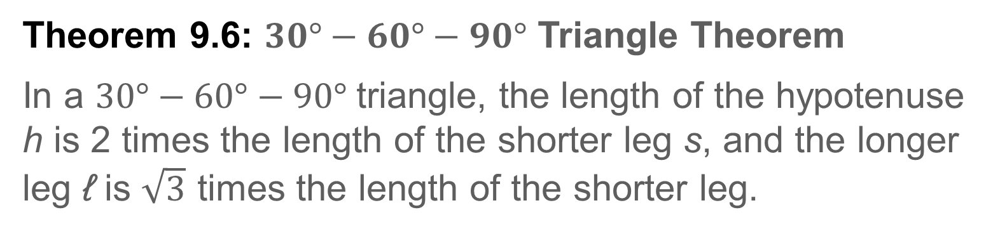 Theorem 9.6: 30° − 60° − 90° Triangle Theorem
In a 30° − 60° − 90° triangle, the length of the hypotenuse
h is 2 times the length of the shorter leg s, and the longer
leg ℓ is √3 times the length of the shorter leg.